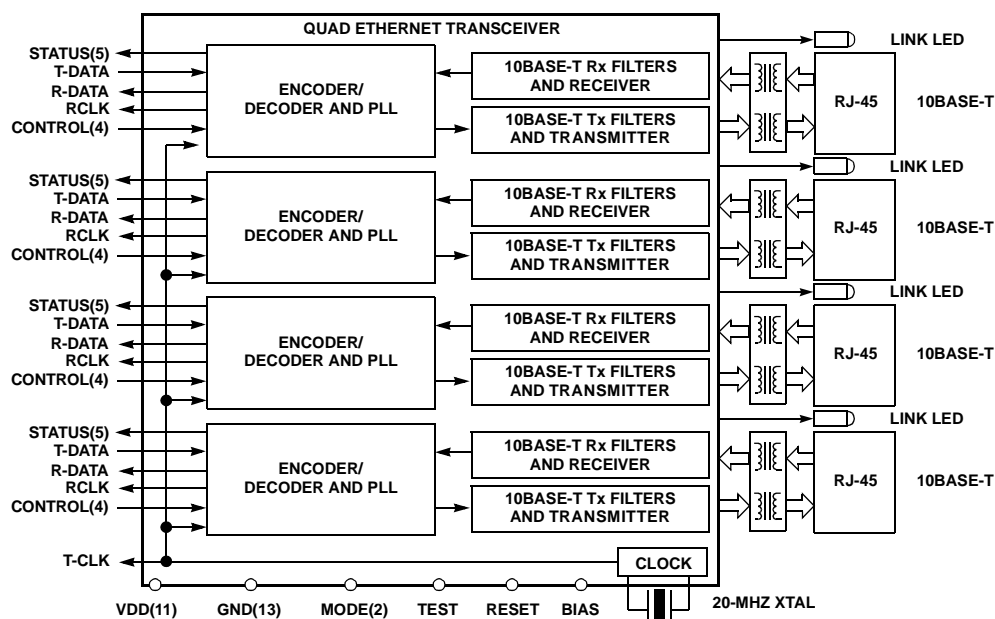 QUAD ETHERNET TRANSCEIVER
LINK LED
STATUS(5)
T-DATA
R-DATA
RCLK
CONTROL(4)
ENCODER/
DECODER AND PLL
10BASE-T Rx FILTERS
AND RECEIVER
10BASE-T Tx FILTERS
AND TRANSMITTER
RJ-45
10BASE-T
LINK LED
STATUS(5)
T-DATA
R-DATA
RCLK
CONTROL(4)
ENCODER/
DECODER AND PLL
10BASE-T Rx FILTERS
AND RECEIVER
10BASE-T Tx FILTERS
AND TRANSMITTER
RJ-45
10BASE-T
LINK LED
STATUS(5)
T-DATA
R-DATA
RCLK
CONTROL(4)
ENCODER/
DECODER AND PLL
10BASE-T Rx FILTERS
AND RECEIVER
10BASE-T Tx FILTERS
AND TRANSMITTER
RJ-45
10BASE-T
LINK LED
STATUS(5)
T-DATA
R-DATA
RCLK
CONTROL(4)
ENCODER/
DECODER AND PLL
10BASE-T Rx FILTERS
AND RECEIVER
10BASE-T Tx FILTERS
AND TRANSMITTER
RJ-45
10BASE-T
T-CLK
CLOCK
VDD(11)
GND(13)
MODE(2)
TEST
RESET
BIAS
20-MHZ XTAL